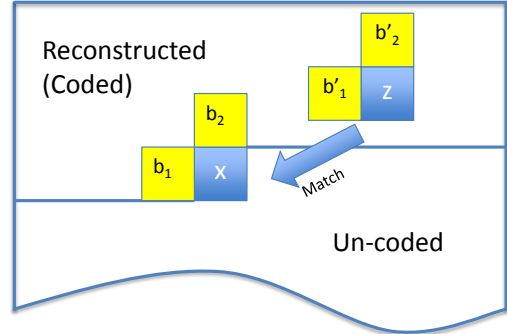 Reconstructed
(Coded)
b'₂
b'₁ Z
b₂
b₁ X
Match
Un-coded